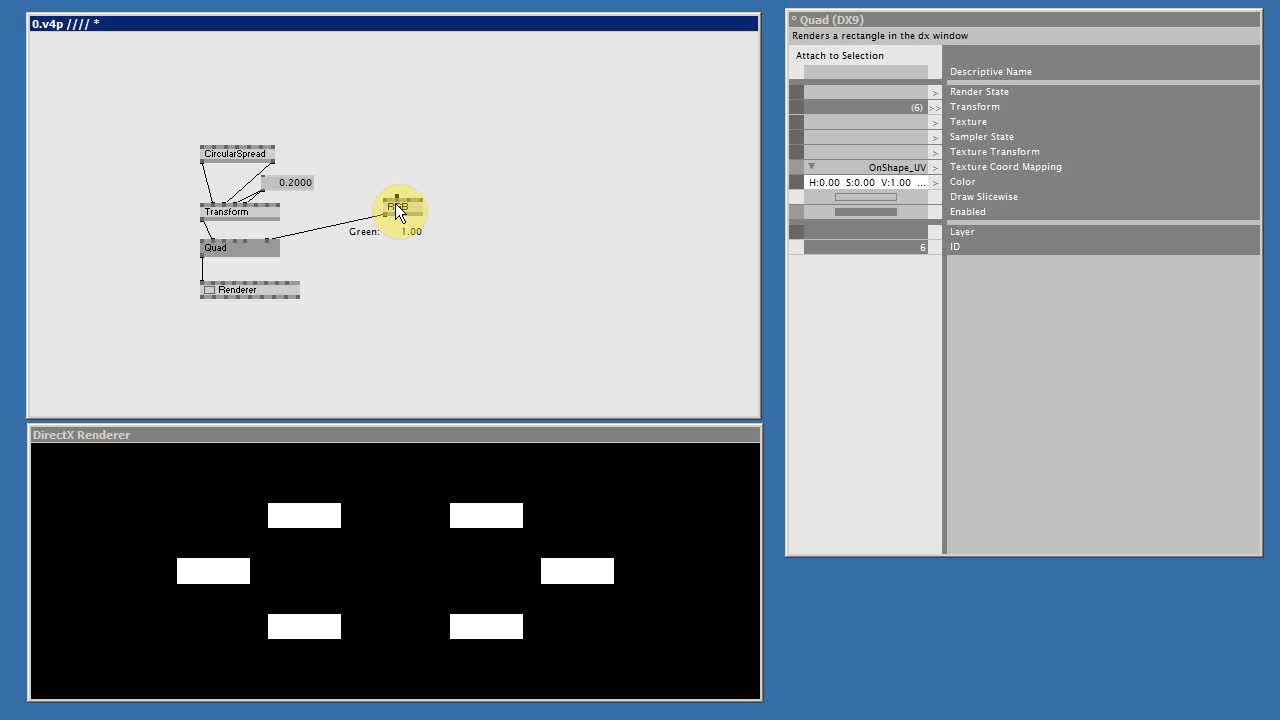 0.v4p //// *
CircularSpread
0.2000
Transform
RGB
Green: 1.00
Quad
Renderer
DirectX Renderer
° Quad (DX9)
Renders a rectangle in the dx window
Attach to Selection
Descriptive Name
> Render State
(6) >> Transform
> Texture
> Sampler State
> Texture Transform
OnShape_UV > Texture Coord Mapping
H:0.00 S:0.00 V:1.00 ... > Color
Draw Slicewise
Enabled
Layer
6 ID